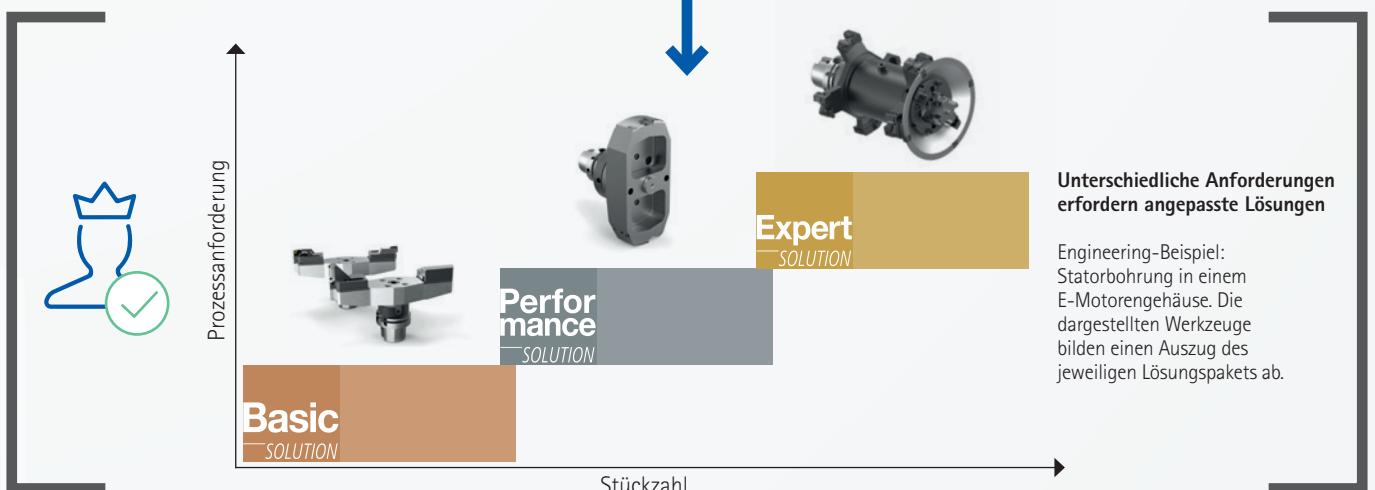 Prozessanforderung
Basic
SOLUTION
Perfor
mance
SOLUTION
Expert
SOLUTION
Stückzahl
Unterschiedliche Anforderungen
erfordern angepasste Lösungen
Engineering-Beispiel:
Statorbohrung in einem
E-Motorengehäuse. Die
dargestellten Werkzeuge
bilden einen Auszug des
jeweiligen Lösungspakets ab.